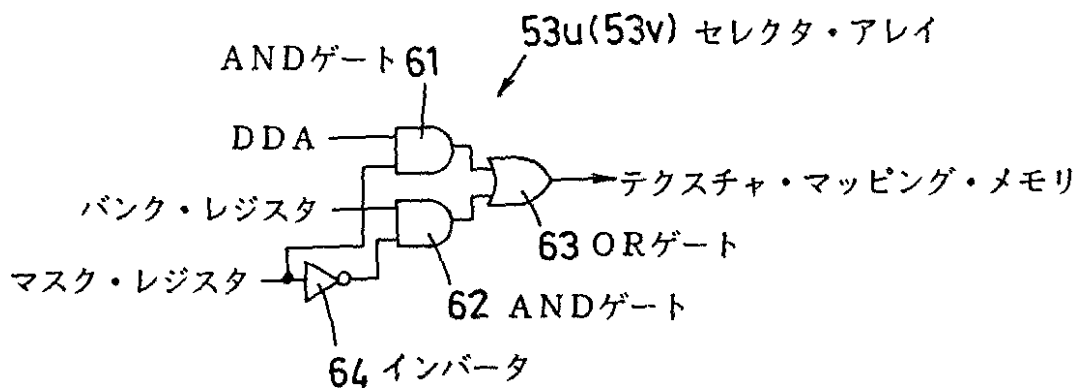 53u(53v) セレクタ・アレイ
ANDゲート 61
DDA
テクスチャ・マッピング・メモリ
バンク・レジスタ
63 ORゲート
マスク・レジスタ
62 ANDゲート
64 インバータ